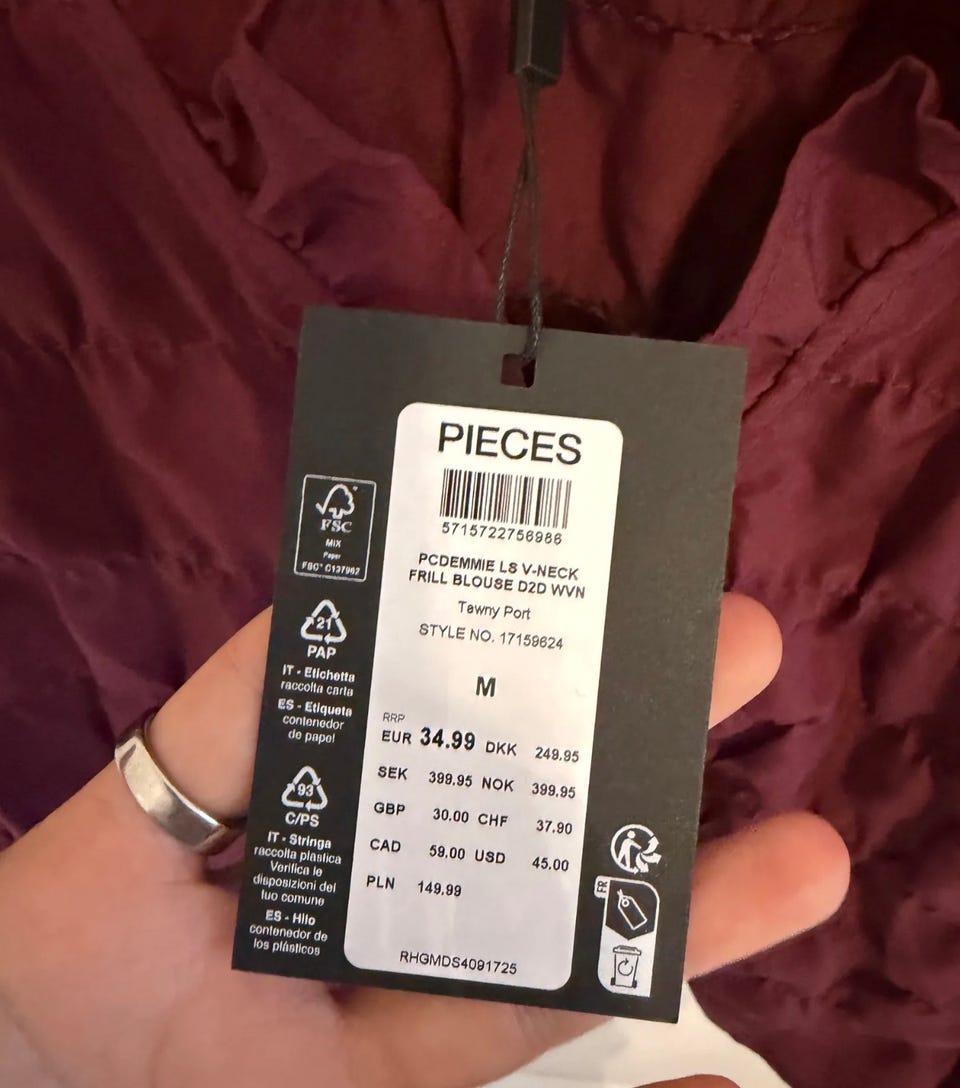 PIECES
5715722756986
PCDEMMIE LS V-NECK
FRILL BLOUSE D2D WVN
Tawny Port
STYLE NO. 17159624
M
RRP
EUR 34.99 DKK 249.95
SEK 399.95 NOK 399.95
GBP 30.00 CHF 37.90
CAD 59.00 USD 45.00
PLN 149.99
RHGMDS4091725
FSC
MIX
Paper
FSC® C137962
21
PAP
IT - Etichetta
raccolta carta
ES - Etiqueta
contenedor
de papel
93
C/PS
IT - Stringa
raccolta plastica
Verifica le
disposizioni del
tuo comune
ES - Hilo
contenedor de
los plásticos
FR